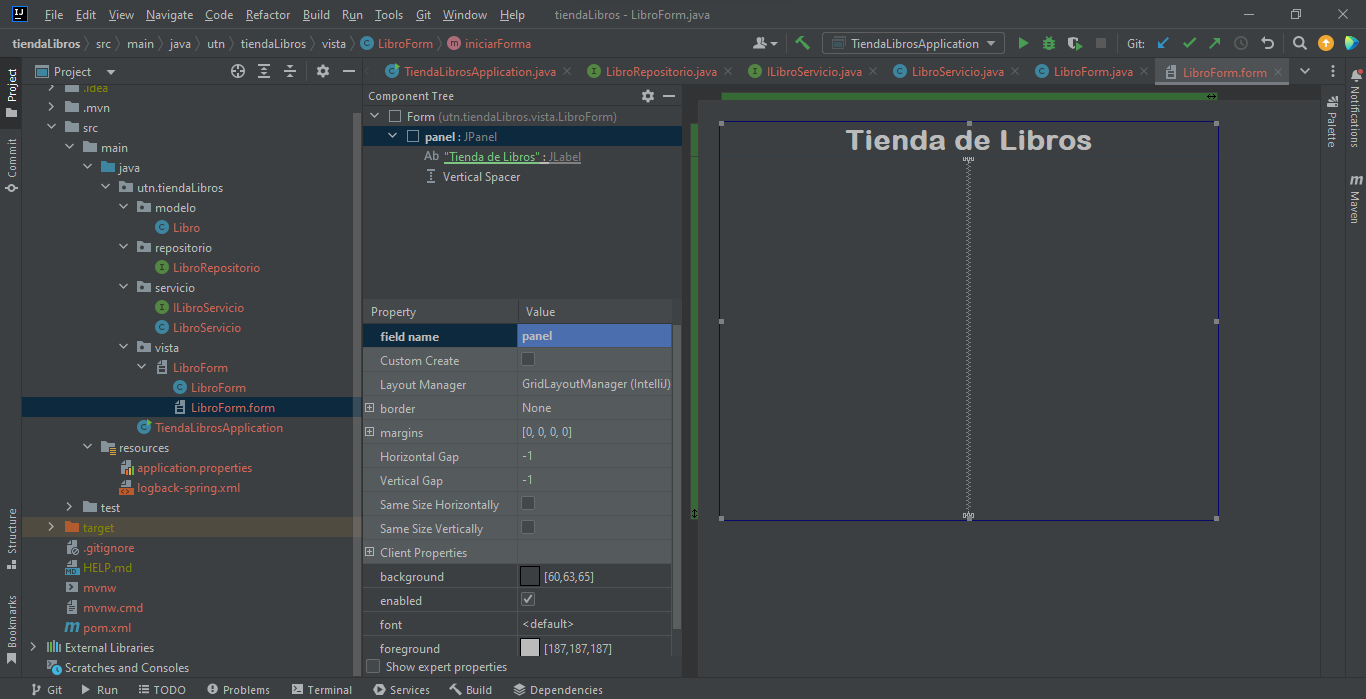 File Edit View Navigate Code Refactor Build Run Tools Git Window Help tiendaLibros - LibroForm.java
tiendaLibros src main java utn tiendaLibros vista LibroForm iniciarForma TiendaLibrosApplication Git:
Project
TiendaLibrosApplication.java LibroRepositorio.java ILibroServicio.java LibroServicio.java LibroForm.java LibroForm.form
.idea
.mvn
src
main
java
utn.tiendaLibros
modelo
Libro
repositorio
LibroRepositorio
servicio
ILibroServicio
LibroServicio
vista
LibroForm
LibroForm
LibroForm.form
TiendaLibrosApplication
resources
application.properties
logback-spring.xml
test
target
.gitignore
HELP.md
mvnw
mvnw.cmd
pom.xml
External Libraries
Scratches and Consoles
Component Tree
Form (utn.tiendaLibros.vista.LibroForm)
panel : JPanel
Ab "Tienda de Libros" : JLabel
Vertical Spacer
Property Value
field name panel
Custom Create
Layout Manager GridLayoutManager (IntelliJ)
border None
margins [0, 0, 0, 0]
Horizontal Gap -1
Vertical Gap -1
Same Size Horizontally
Same Size Vertically
Client Properties
background [60,63,65]
enabled
font <default>
foreground [187,187,187]
Show expert properties
Tienda de Libros
Project
Commit
Structure
Bookmarks
Palette
Notifications
m Maven
Git Run TODO Problems Terminal Services Build Dependencies